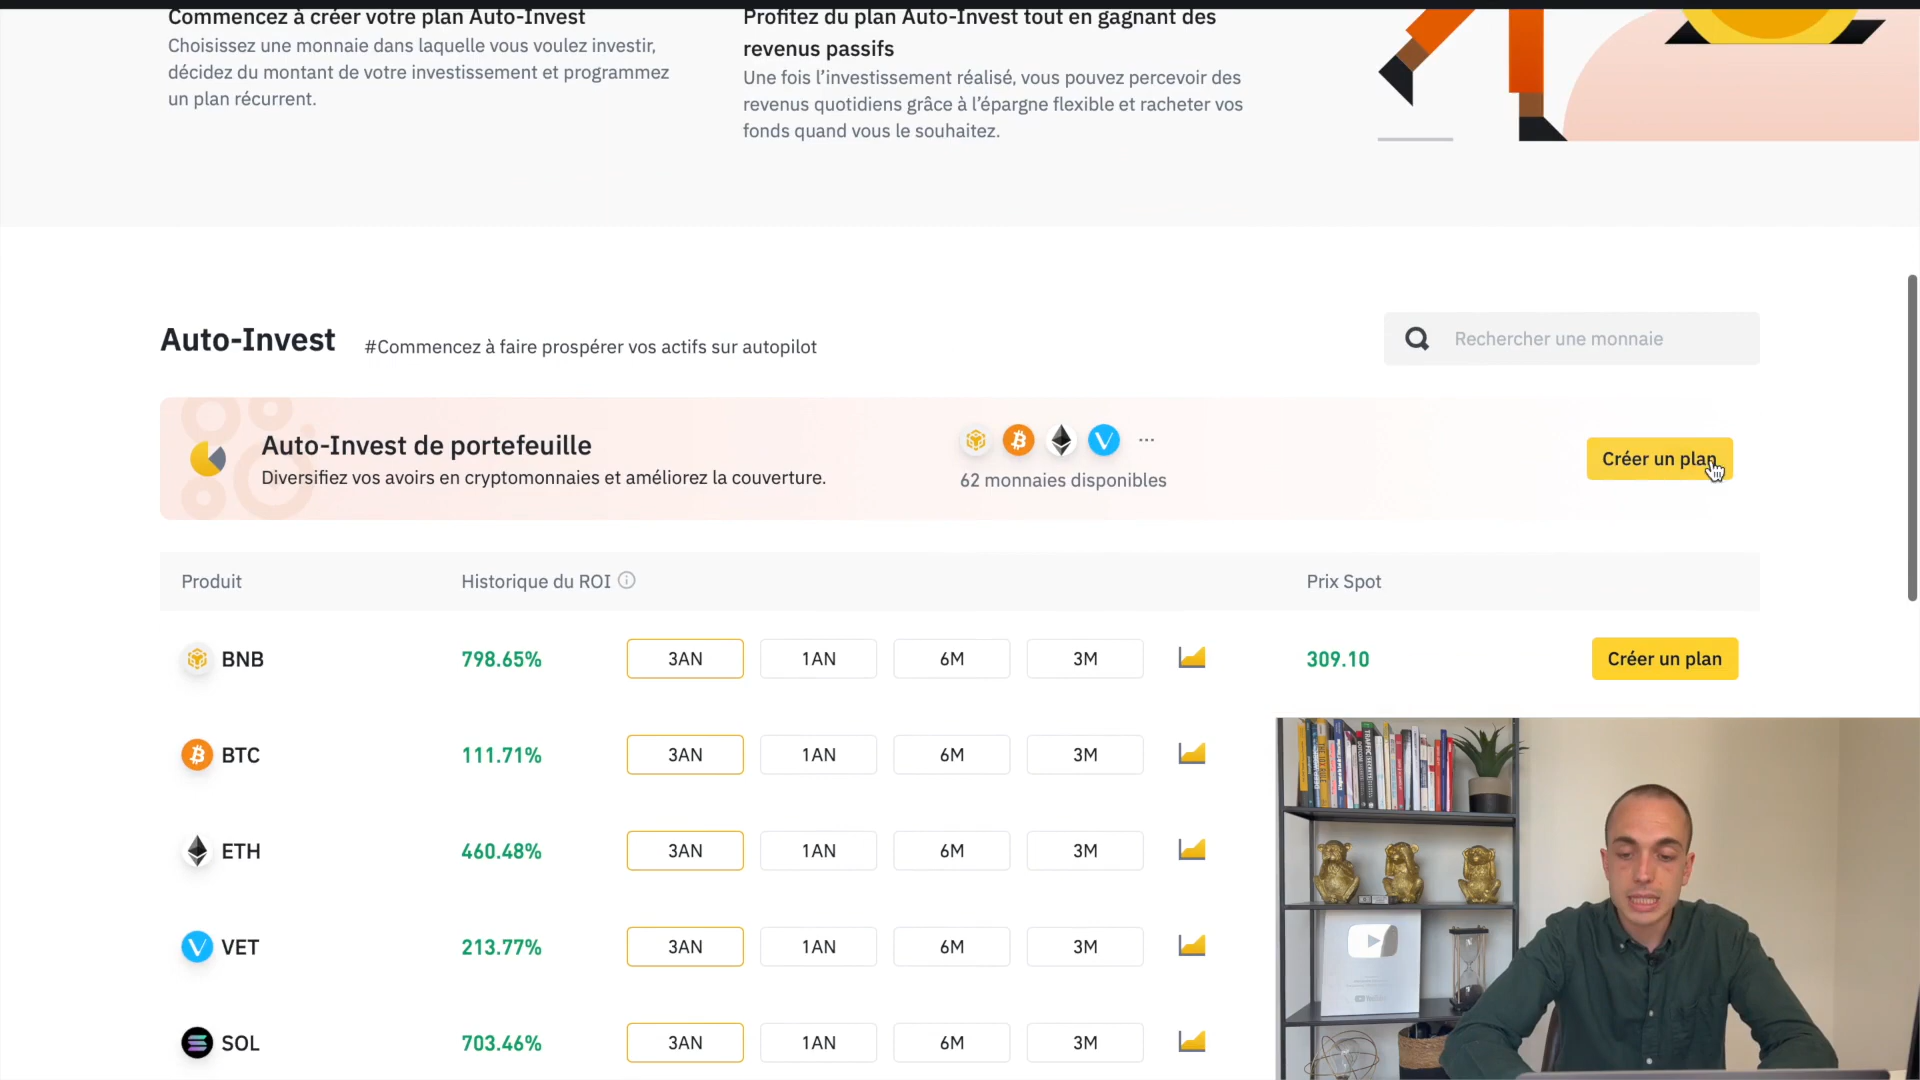 Commencez à créer votre plan Auto-Invest
Choisissez une monnaie dans laquelle vous voulez investir,
décidez du montant de votre investissement et programmez
un plan récurrent.
Profitez du plan Auto-Invest tout en gagnant des
revenus passifs
Une fois l’investissement réalisé, vous pouvez percevoir des
revenus quotidiens grâce à l’épargne flexible et racheter vos
fonds quand vous le souhaitez.
Auto-Invest #Commencez à faire prospérer vos actifs sur autopilot
Rechercher une monnaie
Auto-Invest de portefeuille
Diversifiez vos avoirs en cryptomonnaies et améliorez la couverture.
62 monnaies disponibles
Créer un plan
Produit Historique du ROI Prix Spot
BNB 798.65% 3AN 1AN 6M 3M 309.10 Créer un plan
BTC 111.71% 3AN 1AN 6M 3M
ETH 460.48% 3AN 1AN 6M 3M
VET 213.77% 3AN 1AN 6M 3M
SOL 703.46% 3AN 1AN 6M 3M
TRAFFIC SECRETS
YouTube